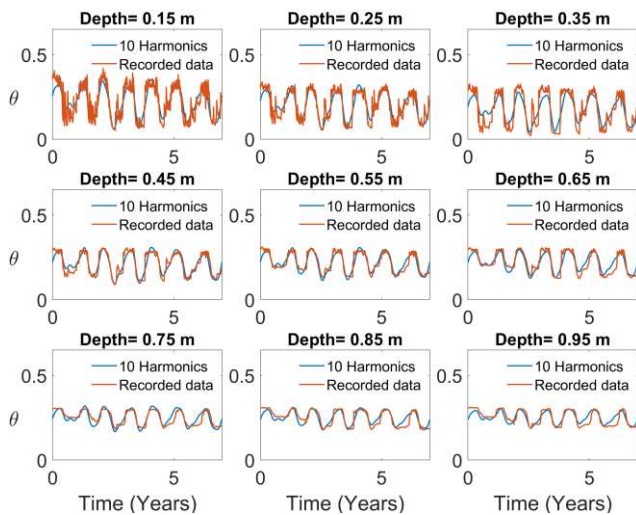 Depth= 0.15 m
Depth= 0.25 m
Depth= 0.35 m
0.5
10 Harmonics
Recorded data
10 Harmonics
Recorded data
0.5
10 Harmonics
Recorded data
0.5
θ
0
0
0
0
5
0
5
0
5
Depth= 0.45 m
Depth= 0.55 m
Depth= 0.65 m
0.5
10 Harmonics
Recorded data
0.5
10 Harmonics
Recorded data
0.5
10 Harmonics
Recorded data
θ
0
0
0
0
5
0
5
0
5
Depth= 0.75 m
Depth= 0.85 m
Depth= 0.95 m
0.5
10 Harmonics
Recorded data
0.5
10 Harmonics
Recorded data
0.5
10 Harmonics
Recorded data
θ
0
0
0
0
5
0
5
0
5
Time (Years)
Time (Years)
Time (Years)